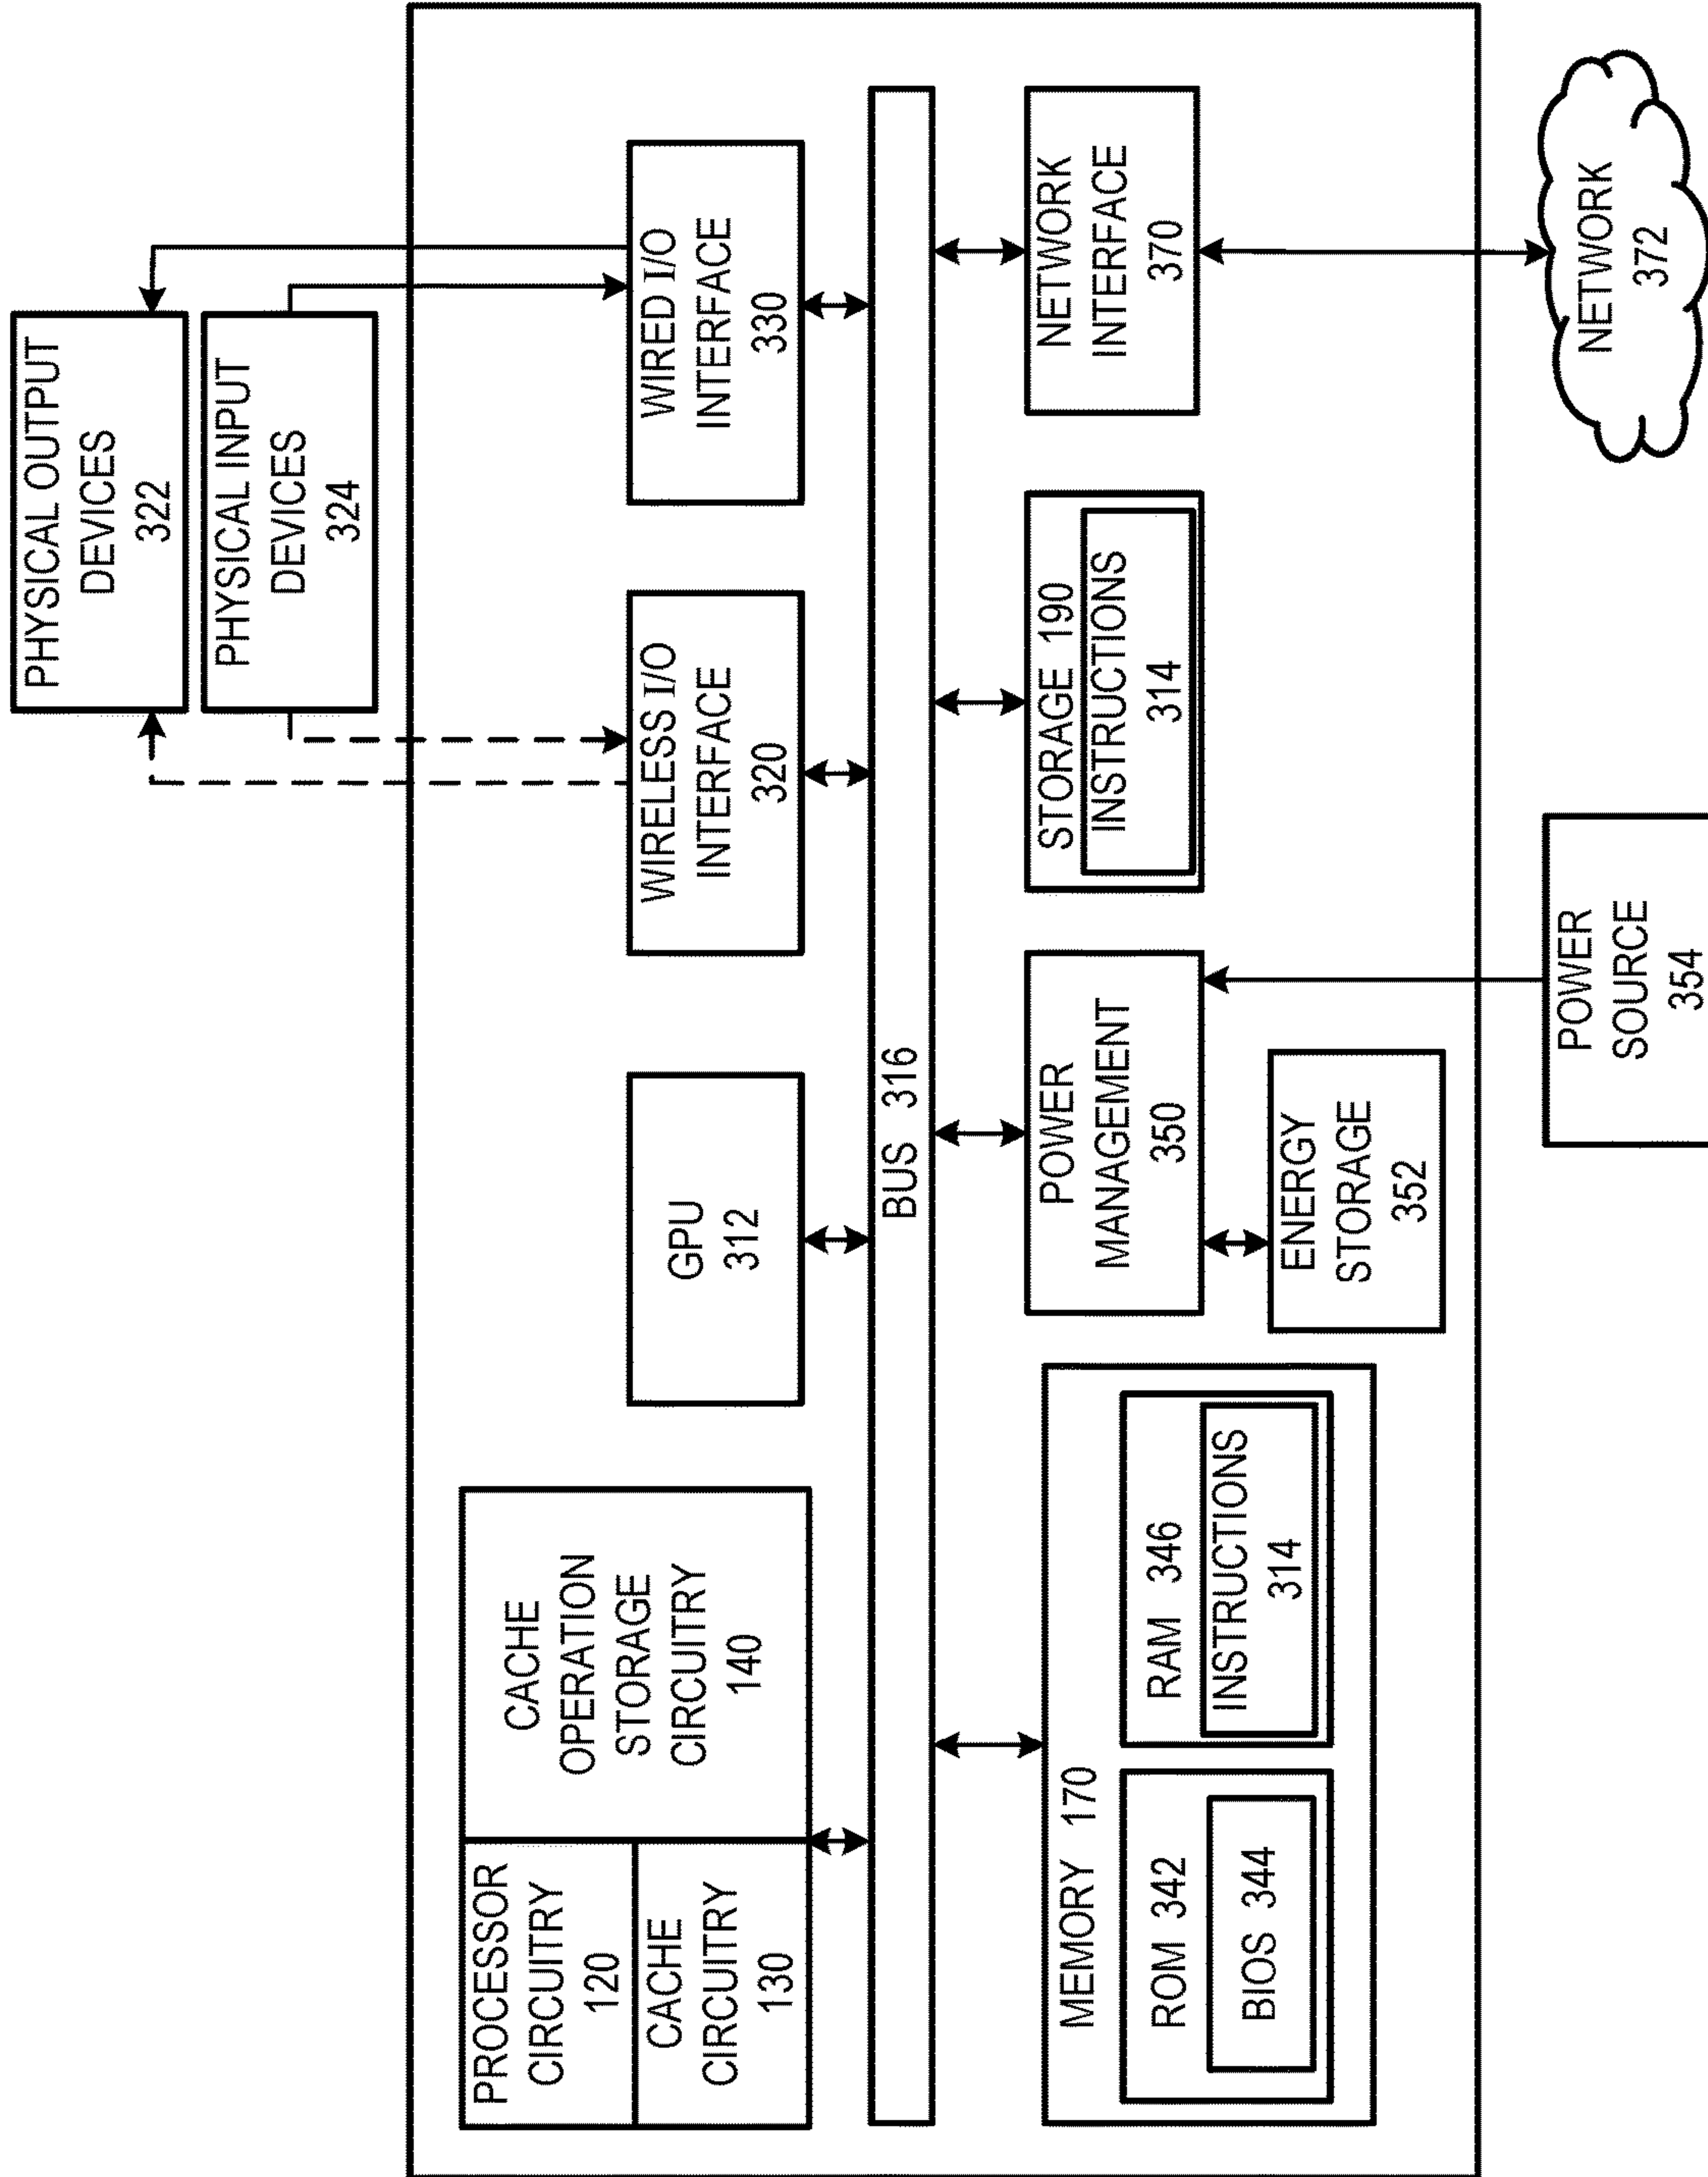 PHYSICAL OUTPUT
DEVICES
322
PHYSICAL INPUT
DEVICES
324
PROCESSOR
CIRCUITRY
120
CACHE
CIRCUITRY
130
CACHE
OPERATION
STORAGE
CIRCUITRY
140
GPU
312
WIRELESS I/O
INTERFACE
320
WIRED I/O
INTERFACE
330
BUS 316
MEMORY 170
ROM 342
BIOS 344
RAM 346
INSTRUCTIONS
314
POWER
MANAGEMENT
350
ENERGY
STORAGE
352
STORAGE 190
INSTRUCTIONS
314
NETWORK
INTERFACE
370
POWER
SOURCE
354
NETWORK
372